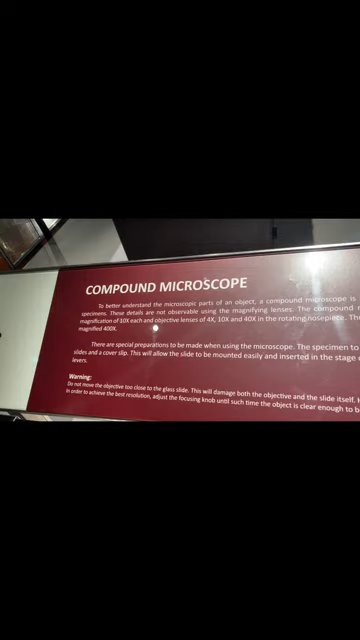 COMPOUND MICROSCOPE
To better understand the microscopic parts of an object, a compound microscope is
specimens. These details are not observable using the magnifying lenses. The compound
magnification of 10X each and objective lenses of 4X, 10X and 40X in the rotating nosepiece. The
magnified 400X.
There are special preparations to be made when using the microscope. The specimen to
slides and a cover slip. This will allow the slide to be mounted easily and inserted in the stage
levers.
Warning:
Do not move the objective too close to the glass slide. This will damage both the objective and the slide itself.
In order to achieve the best resolution, adjust the focusing knob until such time the object is clear enough to